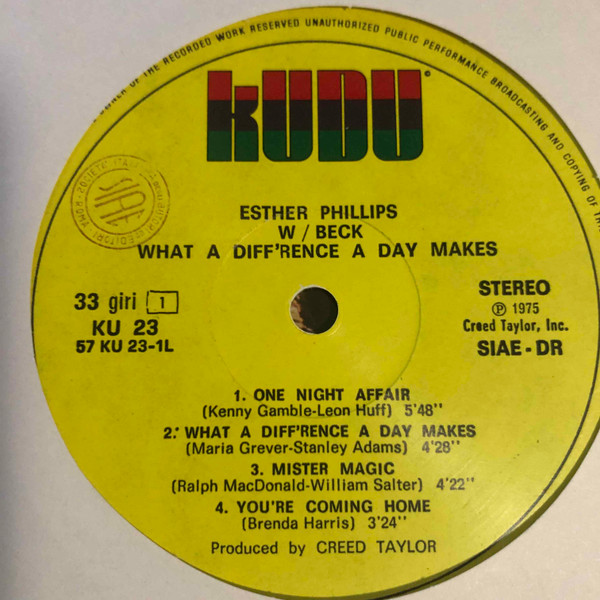 OWNER OF THE RECORDED WORK RESERVED UNAUTHORIZED PUBLIC PERFORMANCE BROADCASTING AND COPYING OF
KUDU
SIAE
ESTHER PHILLIPS
W / BECK
WHAT A DIFF'RENCE A DAY MAKES
33 giri 1
KU 23
57 KU 23-1L
STEREO
Ⓟ 1975
Creed Taylor, Inc.
SIAE - DR
1. ONE NIGHT AFFAIR
(Kenny Gamble-Leon Huff) 5'48"
2. WHAT A DIFF'RENCE A DAY MAKES
(Maria Grever-Stanley Adams) 4'28"
3. MISTER MAGIC
(Ralph MacDonald-William Salter) 4'22"
4. YOU'RE COMING HOME
(Brenda Harris) 3'24"
Produced by CREED TAYLOR